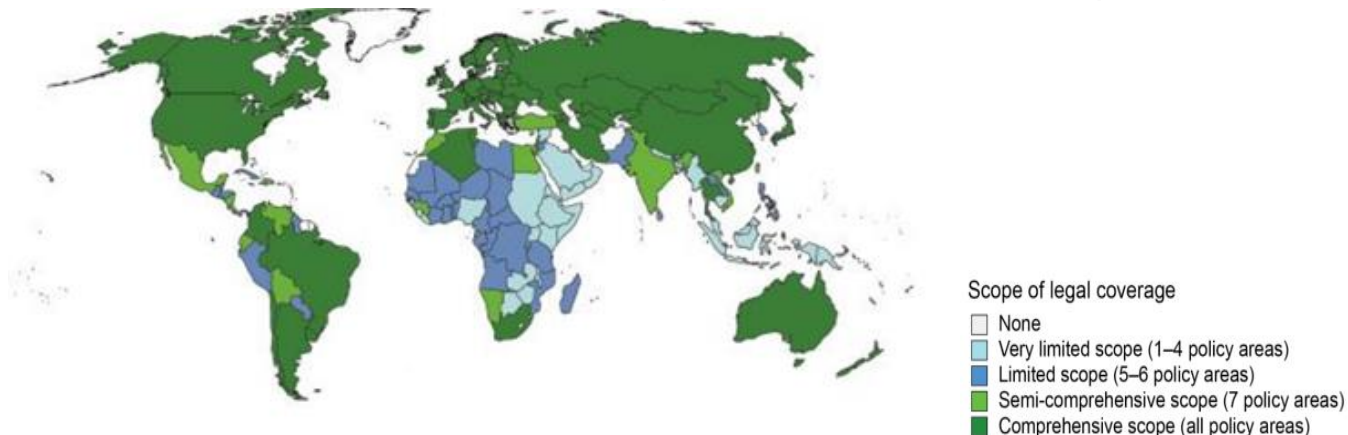 Scope of legal coverage
None
Very limited scope (1–4 policy areas)
Limited scope (5–6 policy areas)
Semi-comprehensive scope (7 policy areas)
Comprehensive scope (all policy areas)